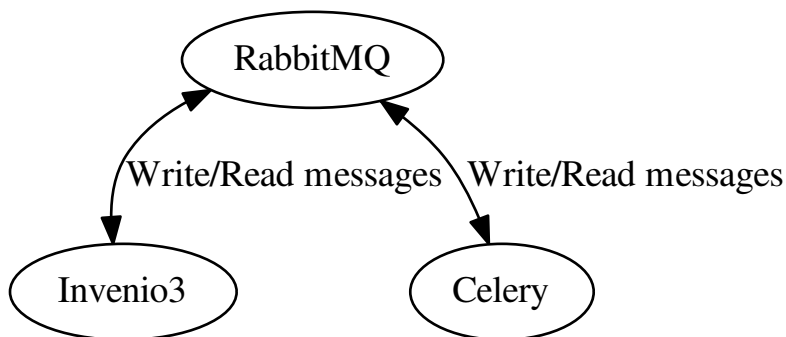 RabbitMQ
Write/Read messages
Write/Read messages
Invenio3
Celery